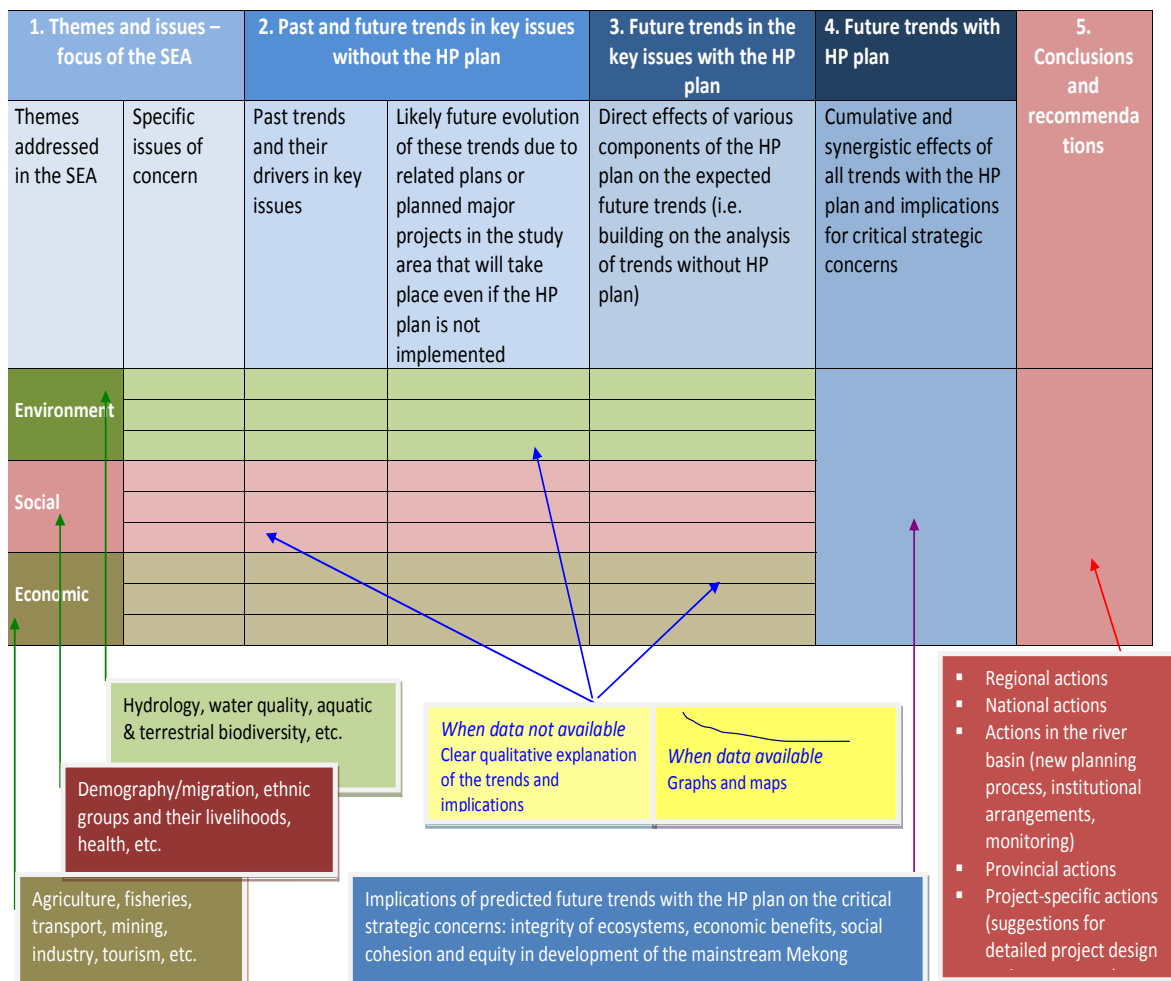 1. Themes and issues –
focus of the SEA
2. Past and future trends in key issues
without the HP plan
3. Future trends in the
key issues with the HP
plan
4. Future trends with
HP plan
5.
Conclusions
and
recommenda
tions
Themes
addressed
in the SEA
Specific
issues of
concern
Past trends
and their
drivers in key
issues
Likely future evolution
of these trends due to
related plans or
planned major
projects in the study
area that will take
place even if the HP
plan is not
implemented
Direct effects of various
components of the HP
plan on the expected
future trends (i.e.
building on the analysis
of trends without HP
plan)
Cumulative and
synergistic effects of
all trends with the HP
plan and implications
for critical strategic
concerns
Environment
Social
Economic
Hydrology, water quality, aquatic
& terrestrial biodiversity, etc.
Demography/migration, ethnic
groups and their livelihoods,
health, etc.
Agriculture, fisheries,
transport, mining,
industry, tourism, etc.
When data not available
Clear qualitative explanation
of the trends and
implications
When data available
Graphs and maps
Implications of predicted future trends with the HP plan on the critical
strategic concerns: integrity of ecosystems, economic benefits, social
cohesion and equity in development of the mainstream Mekong
▪ Regional actions
▪ National actions
▪ Actions in the river
basin (new planning
process, institutional
arrangements,
monitoring)
▪ Provincial actions
▪ Project-specific actions
(suggestions for
detailed project design